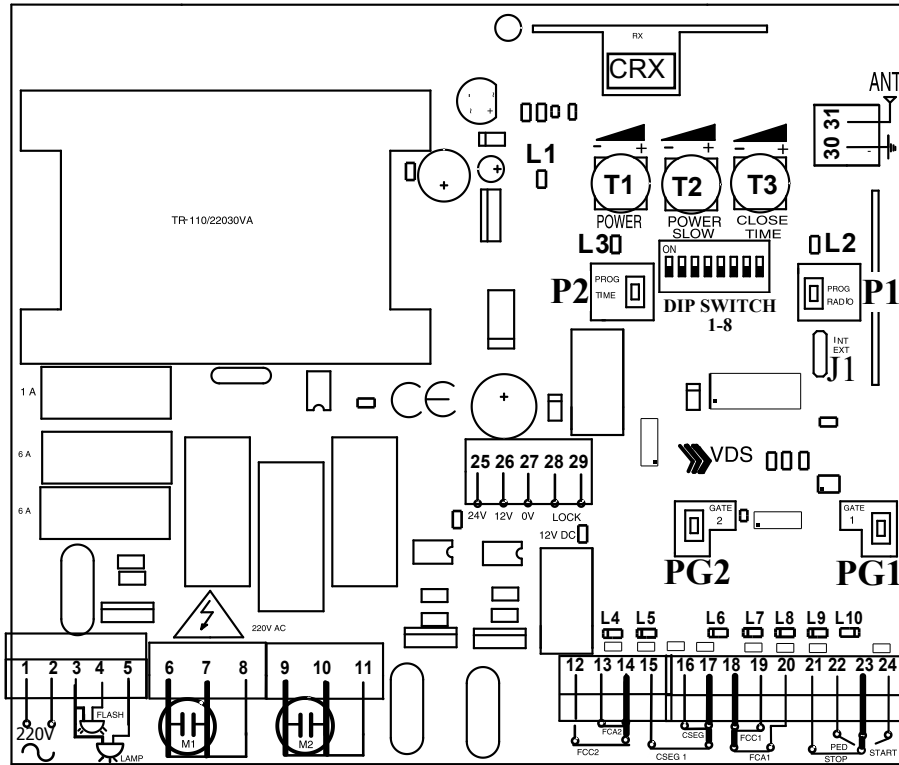 RX
CRX
ANT
30 31
-
L1
- +
- +
- +
T1
T2
T3
POWER
POWER SLOW
CLOSE TIME
TR-110/22030VA
L3
L2
ON
P2
PROG TIME
DIP SWITCH
1-8
PROG RADIO
P1
INT
EXT
J1
1 A
CE
6 A
6 A
+
+
+
VDS
25 26 27 28 29
24V 12V 0V LOCK
12V DC
GATE 2
GATE 1
PG2
PG1
220V AC
L4 L5 L6 L7 L8 L9 L10
1 2 3 4 5
6 7 8
9 10 11
12 13 14 15 16 17 18 19 20 21 22 23 24
220V
FLASH
LAMP
M1
M2
FCA2
FCC2
CSEG
CSEG 1
FCC1
FCA1
PED
STOP
START